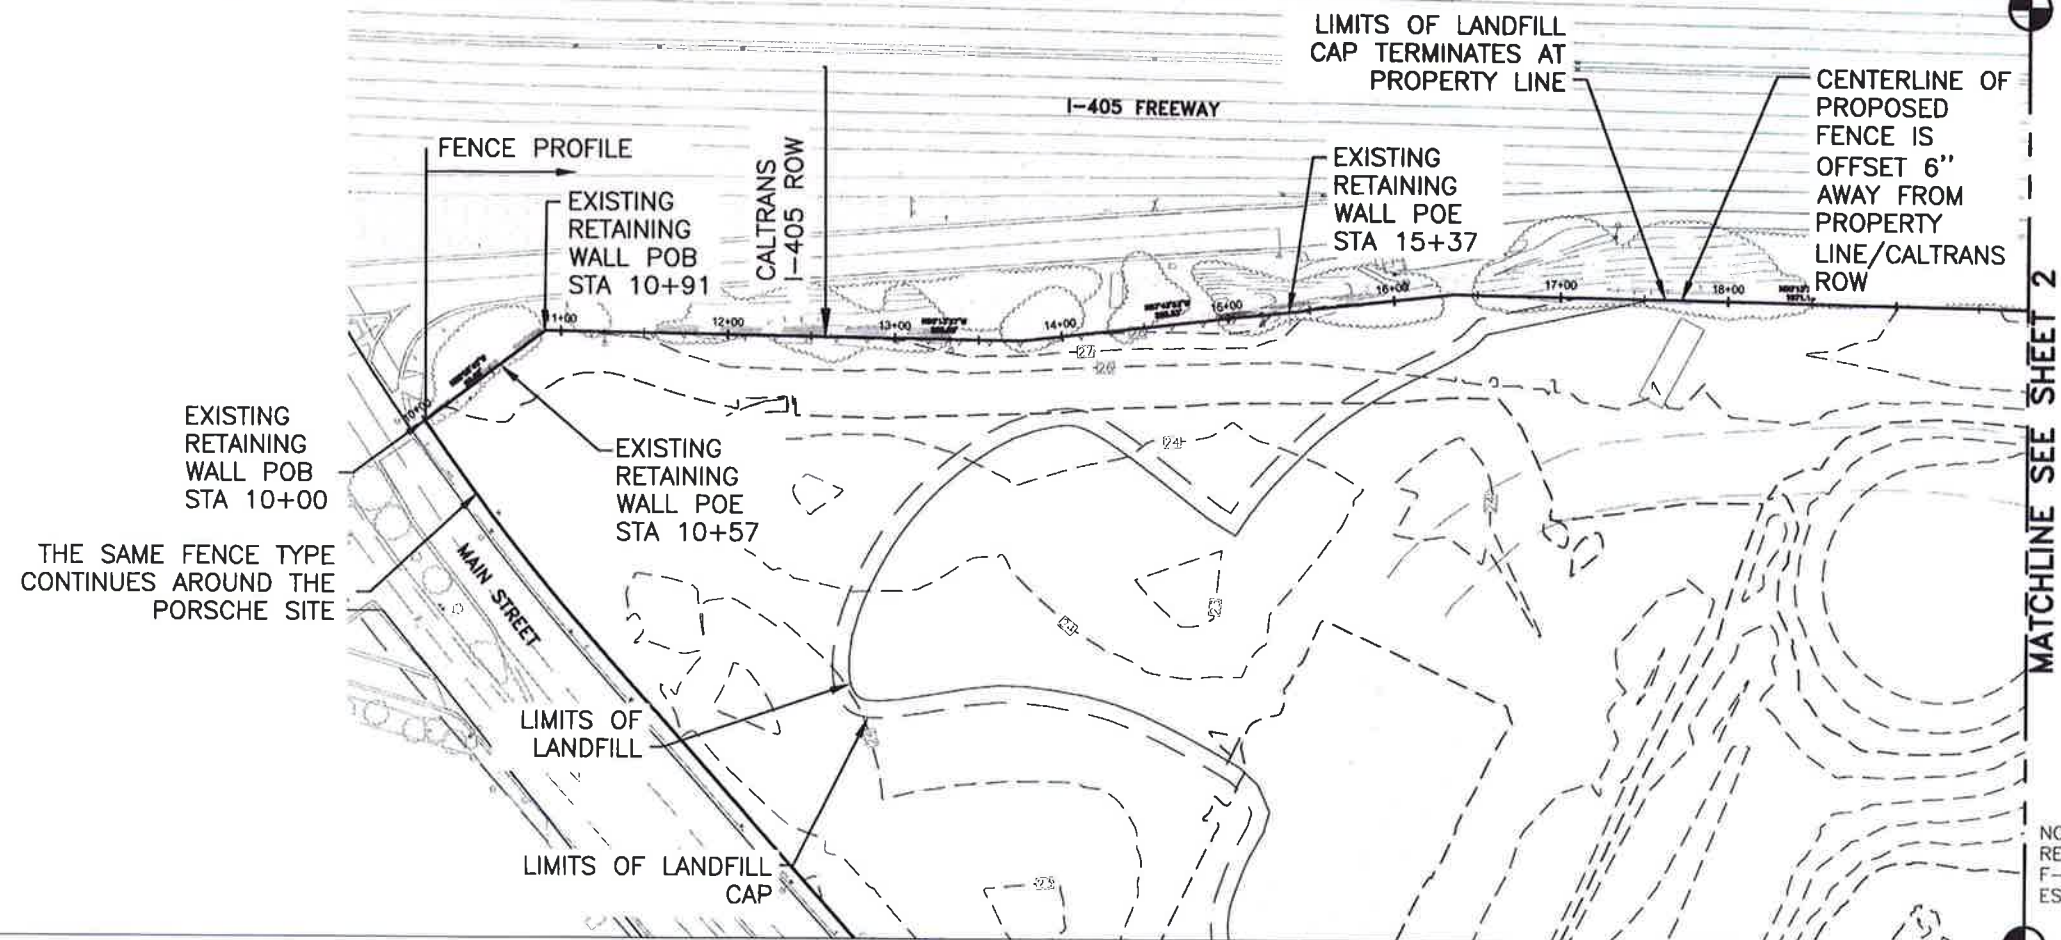 LIMITS OF LANDFILL
CAP TERMINATES AT
PROPERTY LINE
CENTERLINE OF
PROPOSED
FENCE IS
OFFSET 6"
AWAY FROM
PROPERTY
LINE/CALTRANS
ROW
I-405 FREEWAY
FENCE PROFILE
CALTRANS
I-405 ROW
EXISTING
RETAINING
WALL POE
STA 15+37
EXISTING
RETAINING
WALL POB
STA 10+91
10+00
12+00
13+00
14+00
15+00
16+00
17+00
18+00
27
26
24
24
EXISTING
RETAINING
WALL POB
STA 10+00
EXISTING
RETAINING
WALL POE
STA 10+57
THE SAME FENCE TYPE
CONTINUES AROUND THE
PORSCHE SITE
MAIN STREET
LIMITS OF
LANDFILL
LIMITS OF LANDFILL
CAP
MATCHLINE SEE SHEET 2